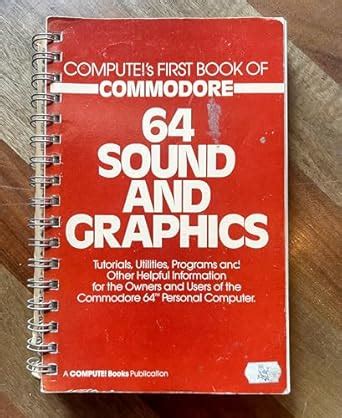 COMPUTE!'s FIRST BOOK OF
COMMODORE
64
SOUND
AND
GRAPHICS
Tutorials, Utilities, Programs and
Other Helpful Information
for the Owners and Users of the
Commodore 64™ Personal Computer.
A COMPUTE! Books Publication